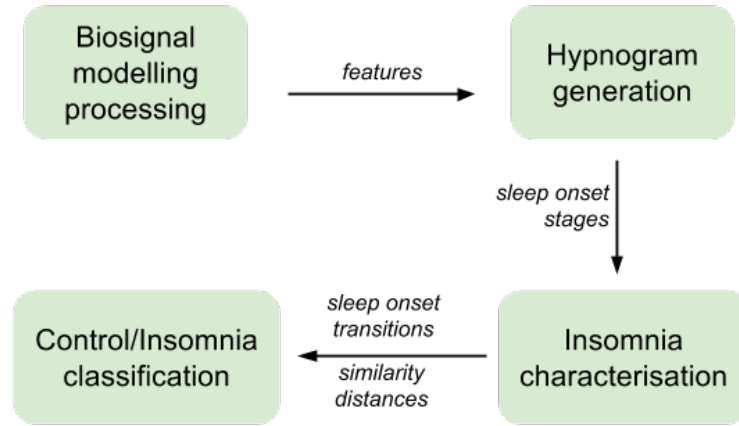 Biosignal
modelling
processing
features
Hypnogram
generation
sleep onset
stages
Insomnia
characterisation
sleep onset
transitions
similarity
distances
Control/Insomnia
classification